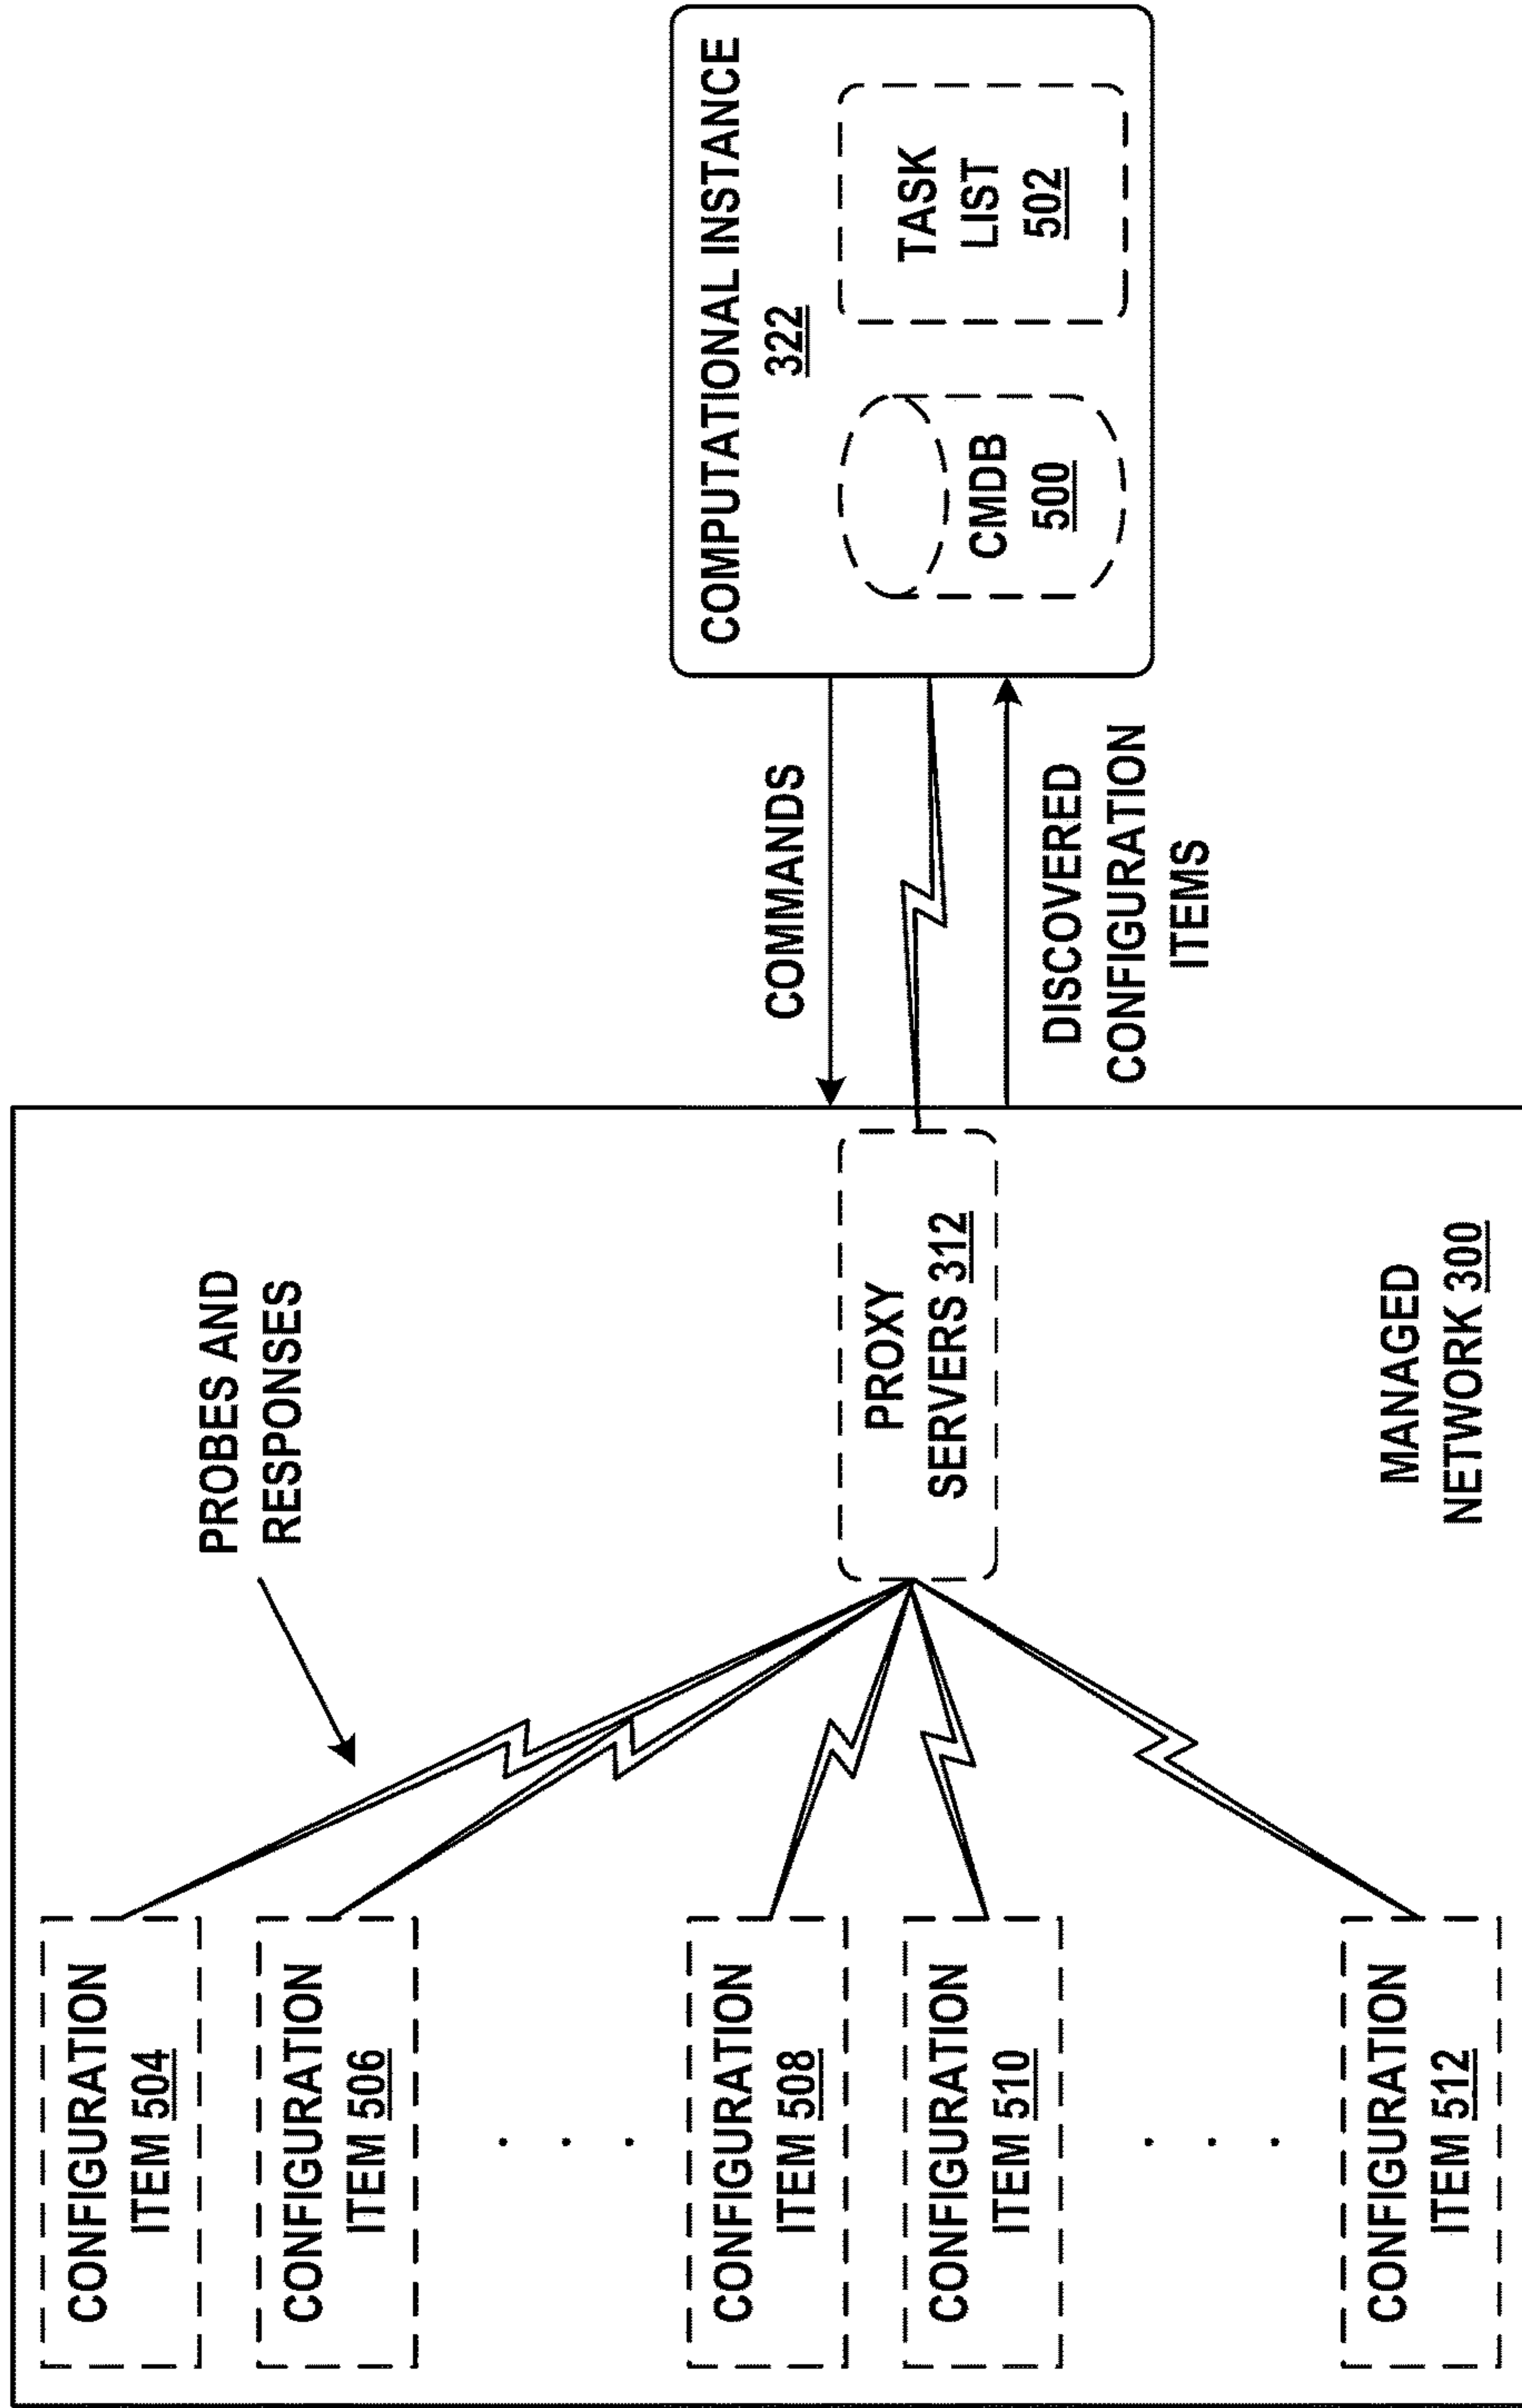 CONFIGURATION
ITEM 504
CONFIGURATION
ITEM 506
. . .
CONFIGURATION
ITEM 508
CONFIGURATION
ITEM 510
. . .
CONFIGURATION
ITEM 512
PROBES AND
RESPONSES
PROXY
SERVERS 312
MANAGED
NETWORK 300
COMMANDS
DISCOVERED
CONFIGURATION
ITEMS
COMPUTATIONAL INSTANCE
322
CMDB
500
TASK
LIST
502